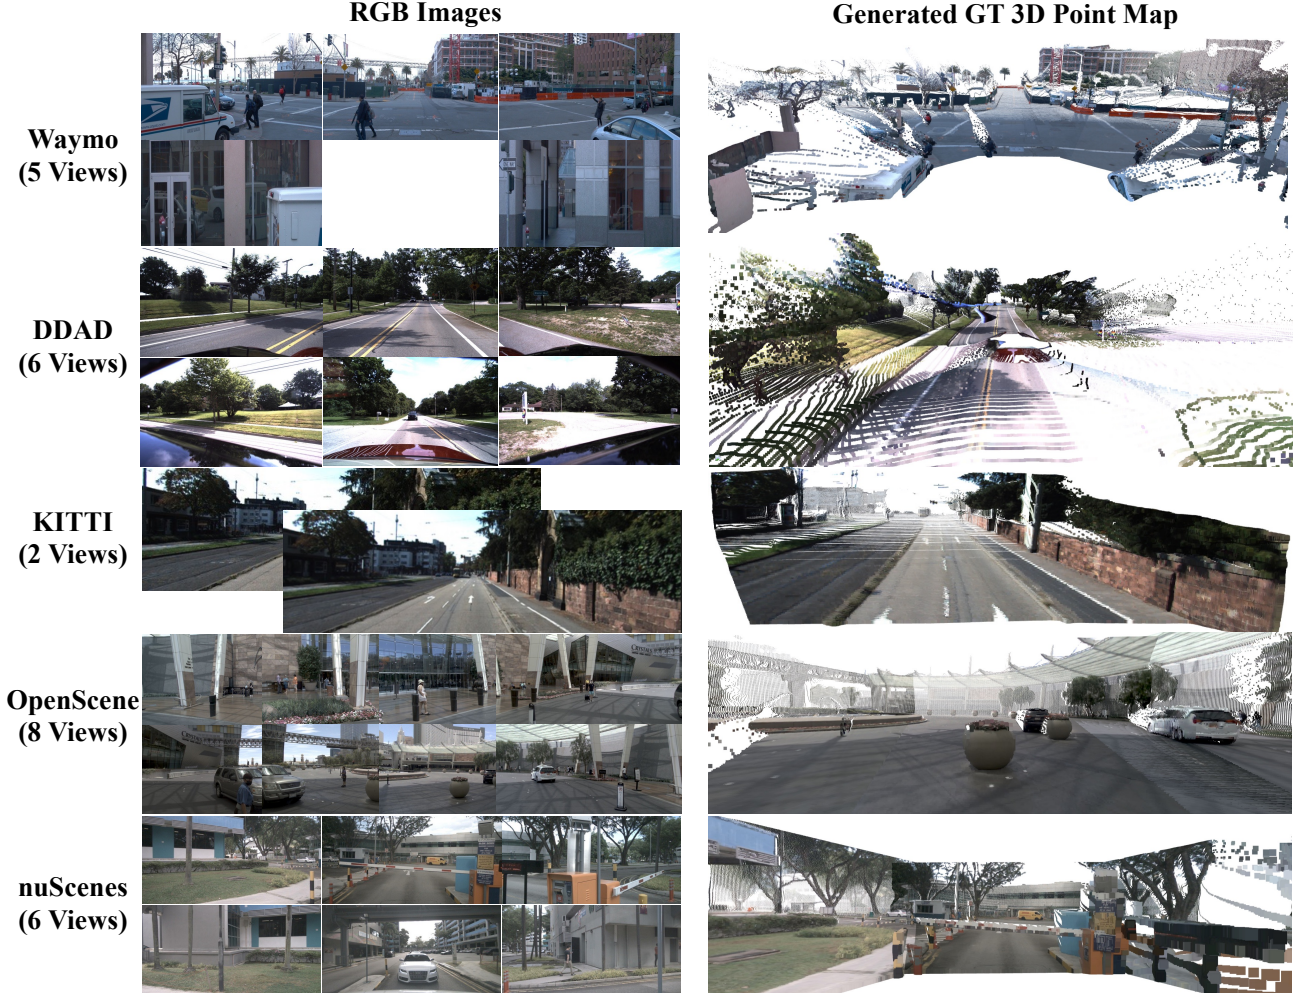 RGB Images
Generated GT 3D Point Map
Waymo
(5 Views)
DDAD
(6 Views)
KITTI
(2 Views)
OpenScene
(8 Views)
nuScenes
(6 Views)